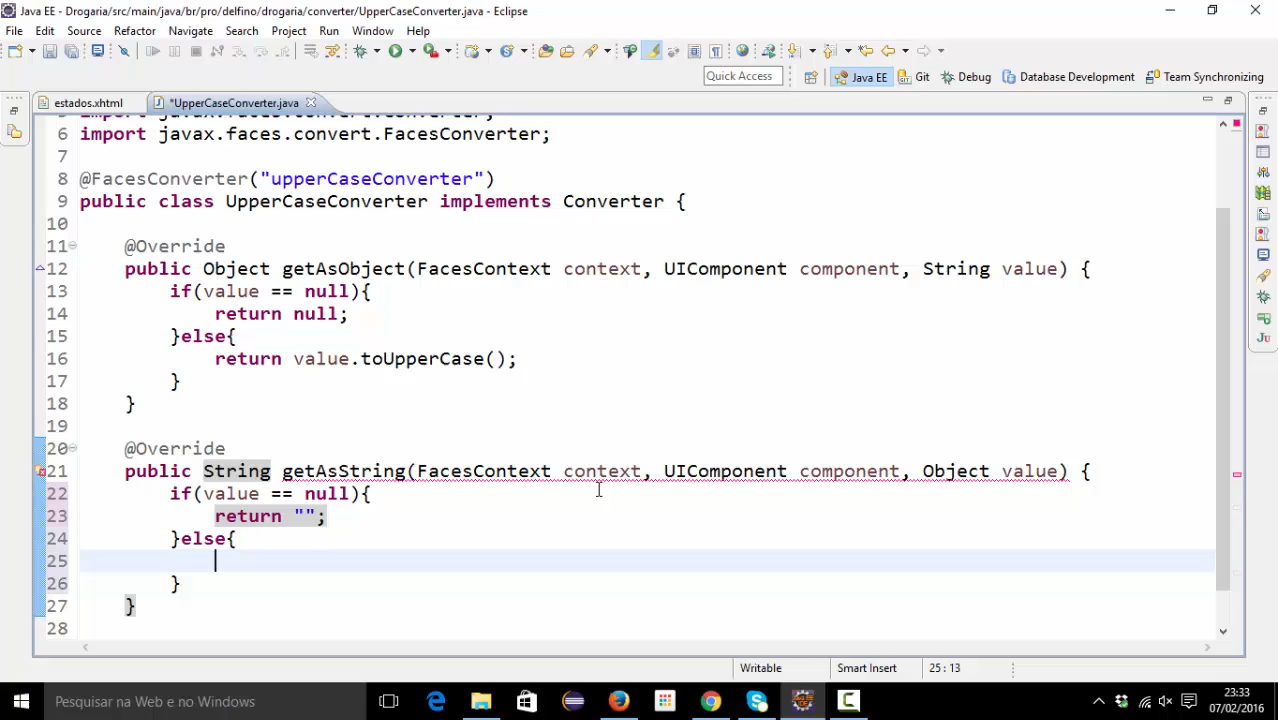 Java EE - Drogaria/src/main/java/br/pro/delfino/drogaria/converter/UpperCaseConverter.java - Eclipse
File Edit Source Refactor Navigate Search Project Run Window Help
Quick Access Java EE Git Debug Database Development Team Synchronizing
estados.xhtml *UpperCaseConverter.java
5 import javax.faces.convert.Converter;
6 import javax.faces.convert.FacesConverter;
7
8 @FacesConverter("upperCaseConverter")
9 public class UpperCaseConverter implements Converter {
10
11 @Override
12 public Object getAsObject(FacesContext context, UIComponent component, String value) {
13 if(value == null){
14 return null;
15 }else{
16 return value.toUpperCase();
17 }
18 }
19
20 @Override
21 public String getAsString(FacesContext context, UIComponent component, Object value) {
22 if(value == null){
23 return "";
24 }else{
25
26 }
27 }
28
Writable Smart Insert 25 : 13
Pesquisar na Web e no Windows
23:33
07/02/2016